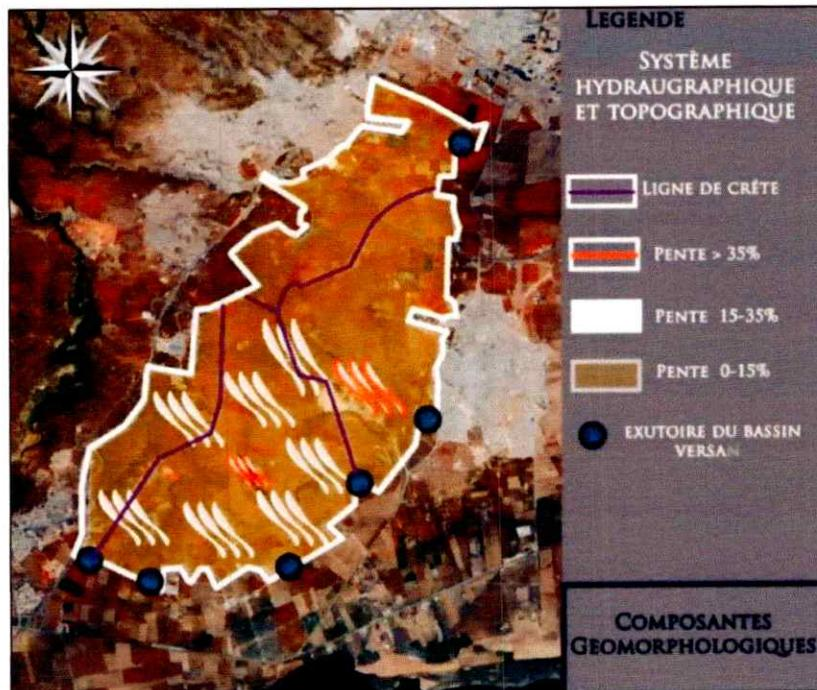 LEGENDE
SYSTÈME
HYDRAUGRAPHIQUE
ET TOPOGRAPHIQUE
LIGNE DE CRÊTE
PENTE > 35%
PENTE 15-35%
PENTE 0-15%
EXUTOIRE DU BASSIN
VERSAN
COMPOSANTES
GEOMORPHOLOGIQUES